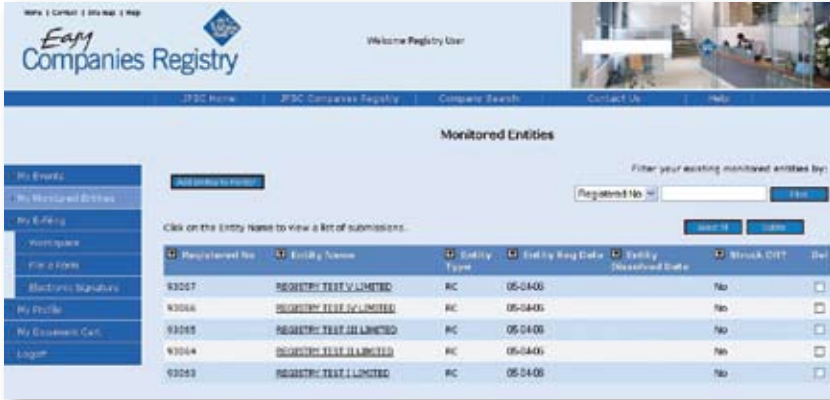 Home | Contact | Site Map | Help
Easy
Companies Registry
Welcome Registry User
JFSC Home | JFSC Companies Registry | Company Search | Contact Us | Help
Monitored Entities
My Events
My Monitored Entities
My E-Filing
Workspace
File a Form
Electronic Signature
My Profile
My Document Cart
Logoff
Add Entity to Monitor
Filter your existing monitored entities by:
Registered No
Filter
Click on the Entity Name to view a list of submissions.
Select All Delete
Registered No Entity Name Entity Type Entity Reg Date Entity Dissolved Date Struck Off? Del
93067 REGISTRY TEST V LIMITED RC 05-04-06 No
93066 REGISTRY TEST IV LIMITED RC 05-04-06 No
93065 REGISTRY TEST III LIMITED RC 05-04-06 No
93064 REGISTRY TEST II LIMITED RC 05-04-06 No
93063 REGISTRY TEST I LIMITED RC 05-04-06 No